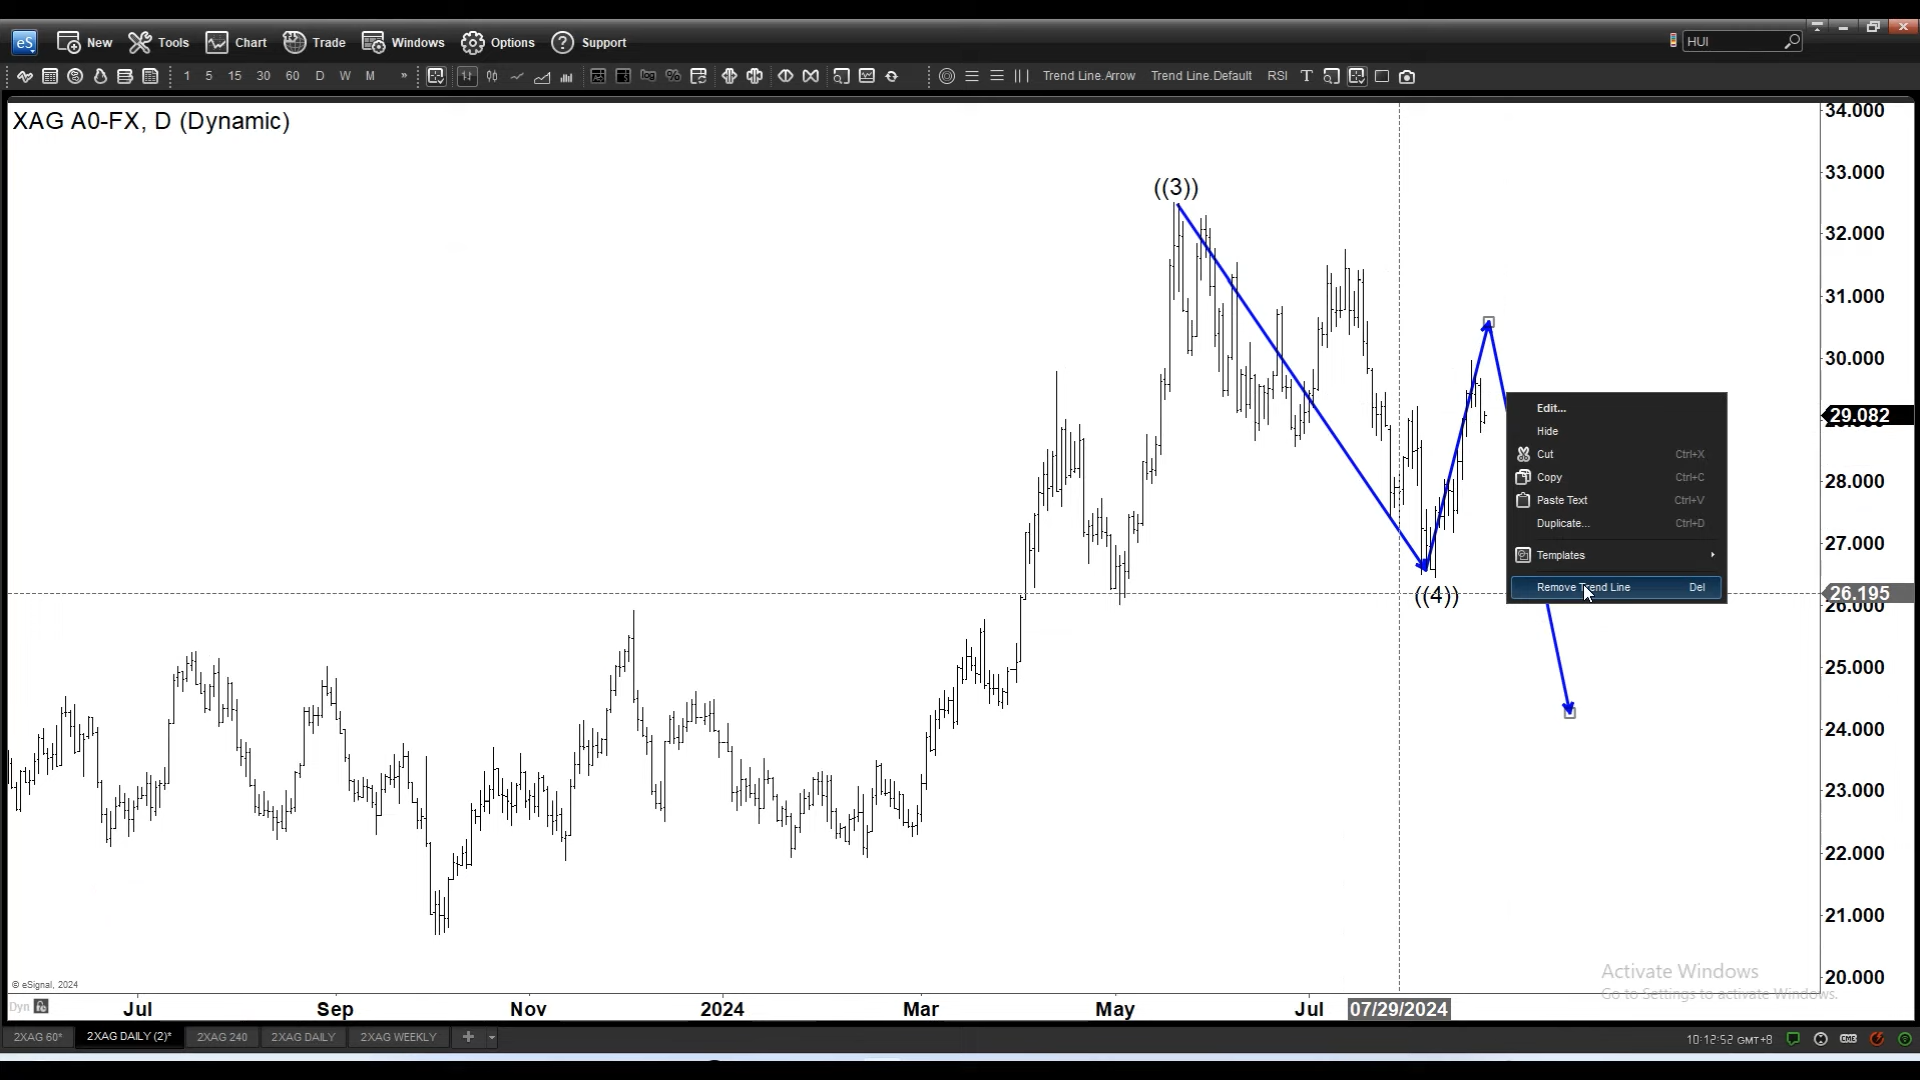 eS New Tools Chart Trade Windows Options Support HUI
1 5 15 30 60 D W M » Trend Line.Arrow Trend Line.Default RSI T
XAG A0-FX, D (Dynamic)
34.000
((3))
33.000
32.000
31.000
30.000
Edit...
29.082
Hide
Cut Ctrl+X
Copy Ctrl+C
28.000
Paste Text Ctrl+V
Duplicate... Ctrl+D
27.000
Templates
Remove Trend Line Del
((4))
26.195
26.000
25.000
24.000
23.000
22.000
21.000
Activate Windows
20.000
© eSignal, 2024
Go to Settings to activate Windows.
Dyn
Jul Sep Nov 2024 Mar May Jul 07/29/2024
2XAG 60* 2XAG DAILY (2)* 2XAG 240 2XAG DAILY 2XAG WEEKLY + 10:12:52 GMT+8 CME